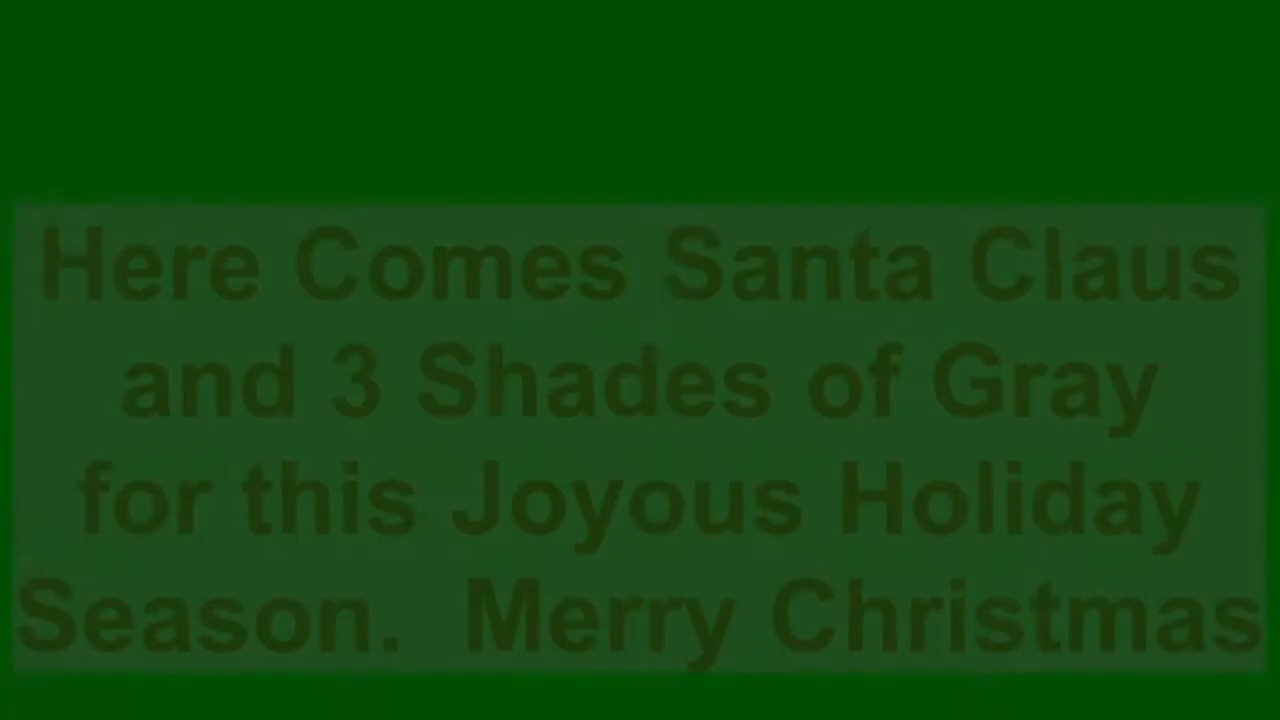 Here Comes Santa Claus
and 3 Shades of Gray
for this Joyous Holiday
Season.  Merry Christmas